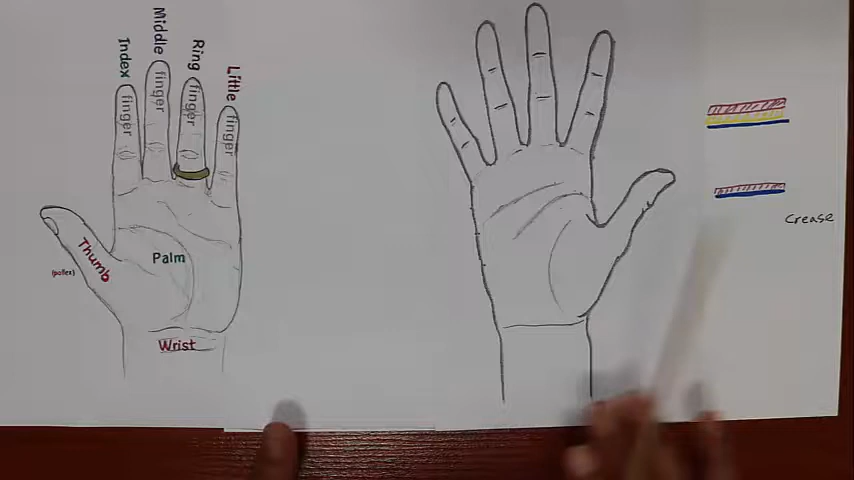 Index finger
Middle finger
Ring finger
Little finger
Thumb
(pollex)
Palm
Wrist
Crease